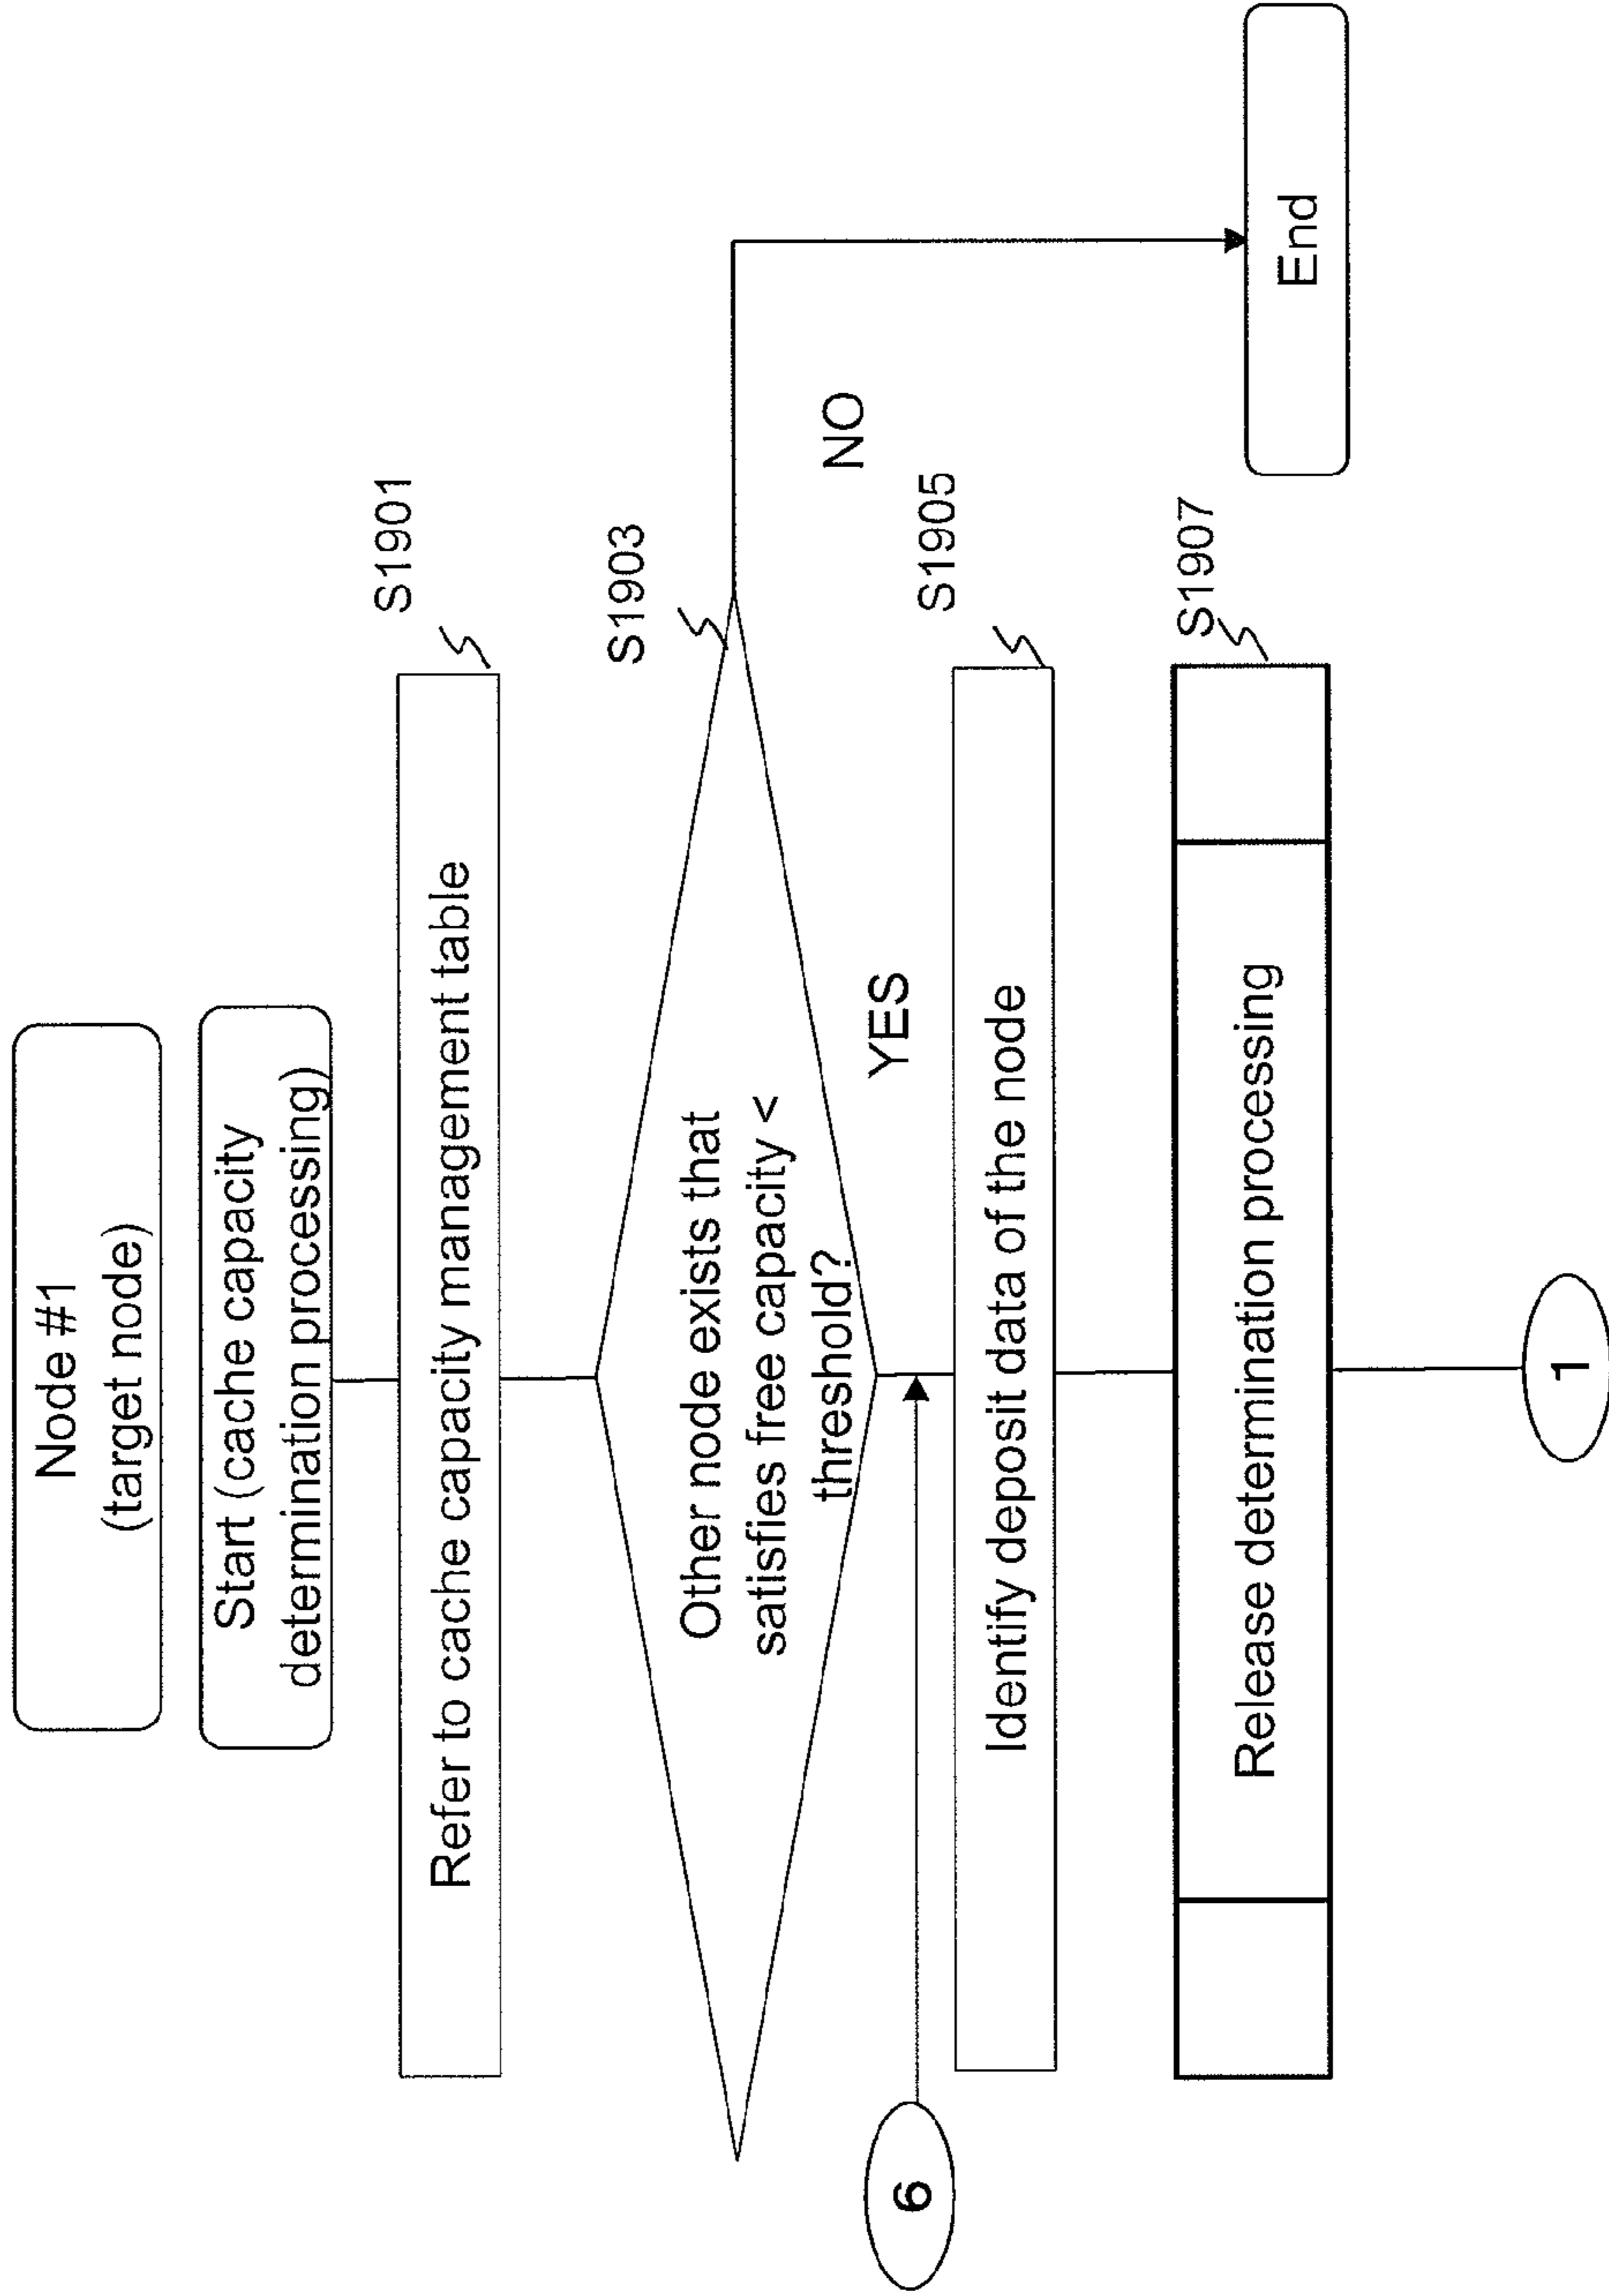 Node #1
(target node)
Start (cache capacity
determination processing)
S1901
Refer to cache capacity management table
S1903
Other node exists that
satisfies free capacity <
threshold?
NO
YES
6
S1905
Identify deposit data of the node
S1907
Release determination processing
End
1